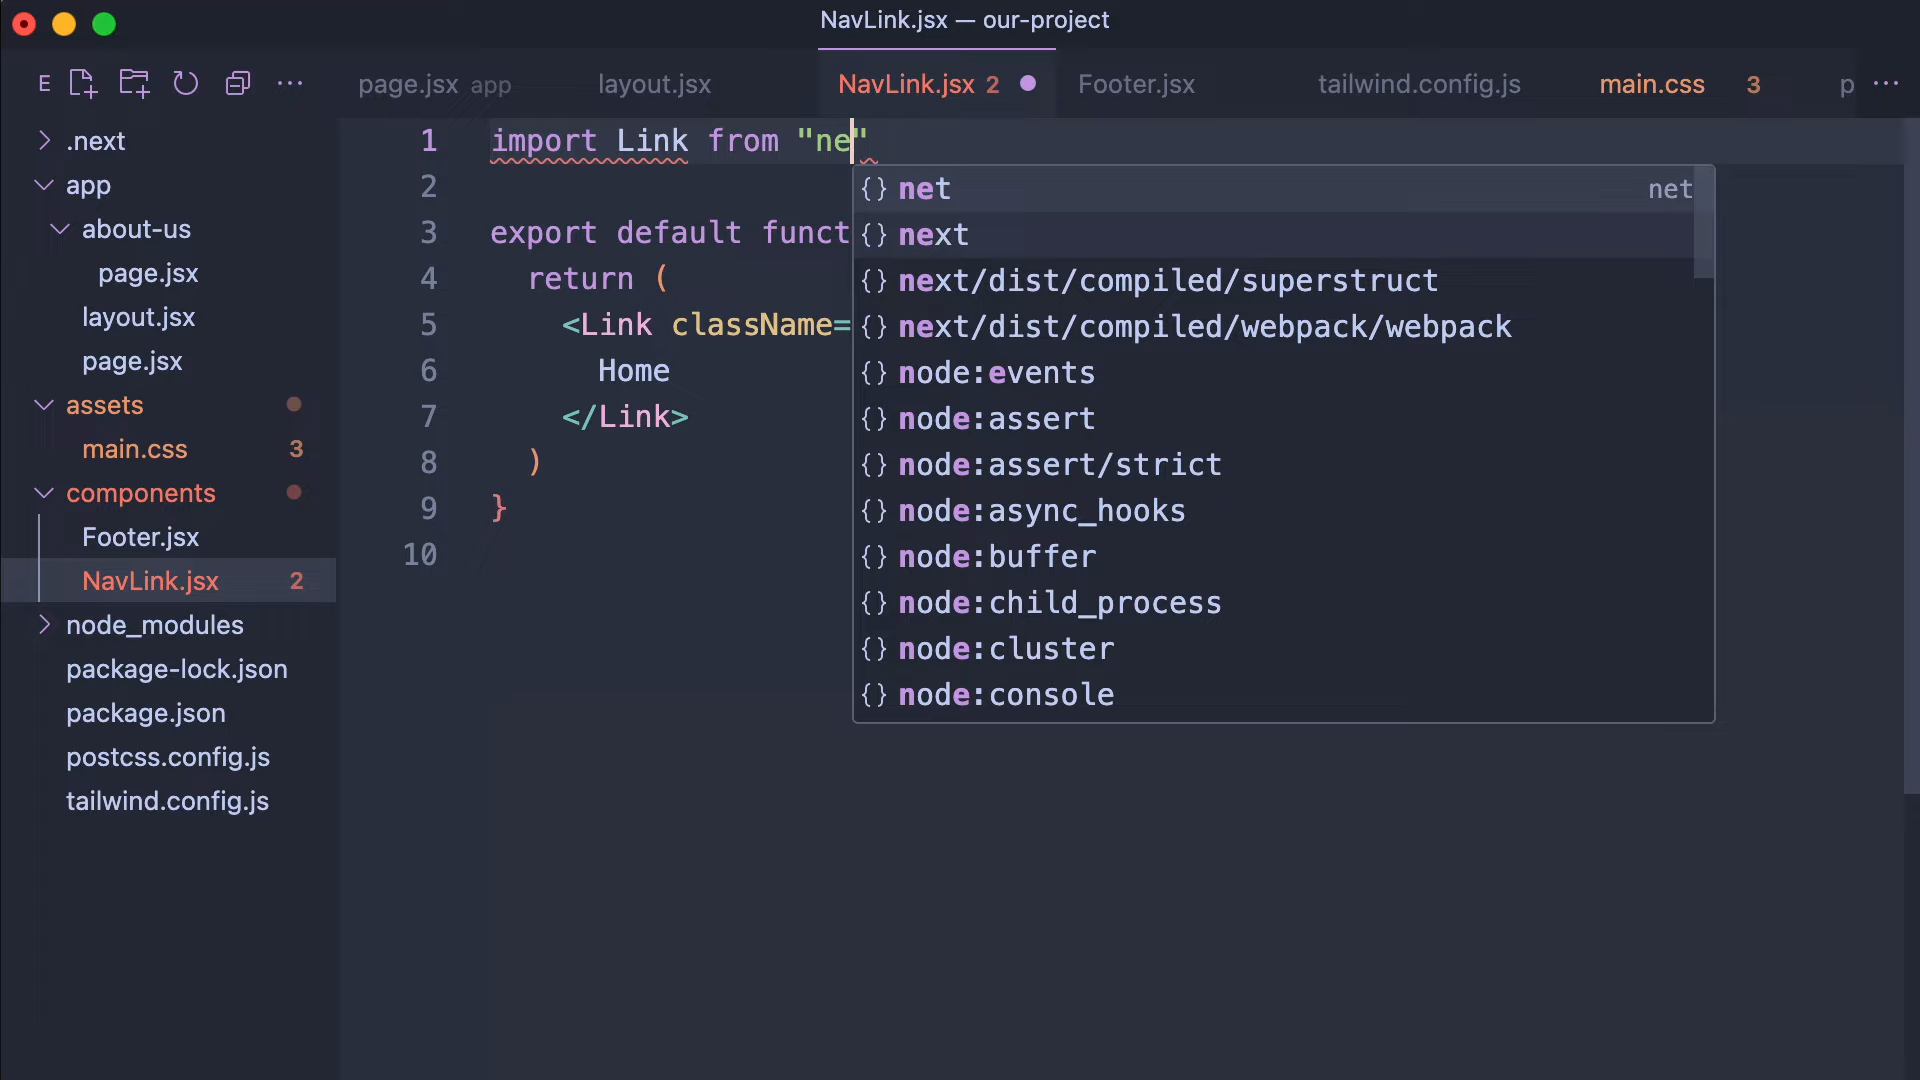 NavLink.jsx — our-project
E
page.jsx app
layout.jsx
NavLink.jsx 2
Footer.jsx
tailwind.config.js
main.css 3
p
.next
app
about-us
page.jsx
layout.jsx
page.jsx
assets
main.css 3
components
Footer.jsx
NavLink.jsx 2
node_modules
package-lock.json
package.json
postcss.config.js
tailwind.config.js
1 import Link from "ne"
2
3 export default funct
4 return (
5 <Link className=
6 Home
7 </Link>
8 )
9 }
10
{} net net
{} next
{} next/dist/compiled/superstruct
{} next/dist/compiled/webpack/webpack
{} node:events
{} node:assert
{} node:assert/strict
{} node:async_hooks
{} node:buffer
{} node:child_process
{} node:cluster
{} node:console